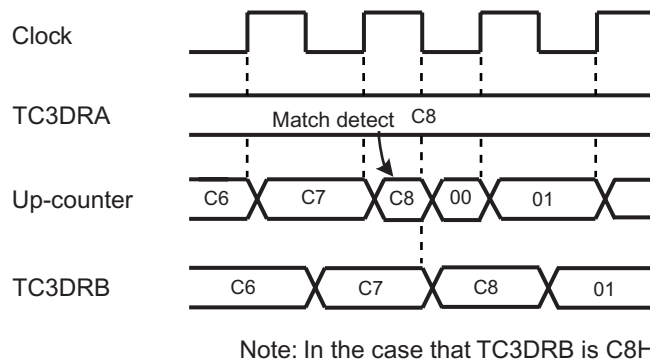 Clock
TC3DRA
Match detect C8
Up-counter C6 C7 C8 00 01
TC3DRB C6 C7 C8 01
Note: In the case that TC3DRB is C8H